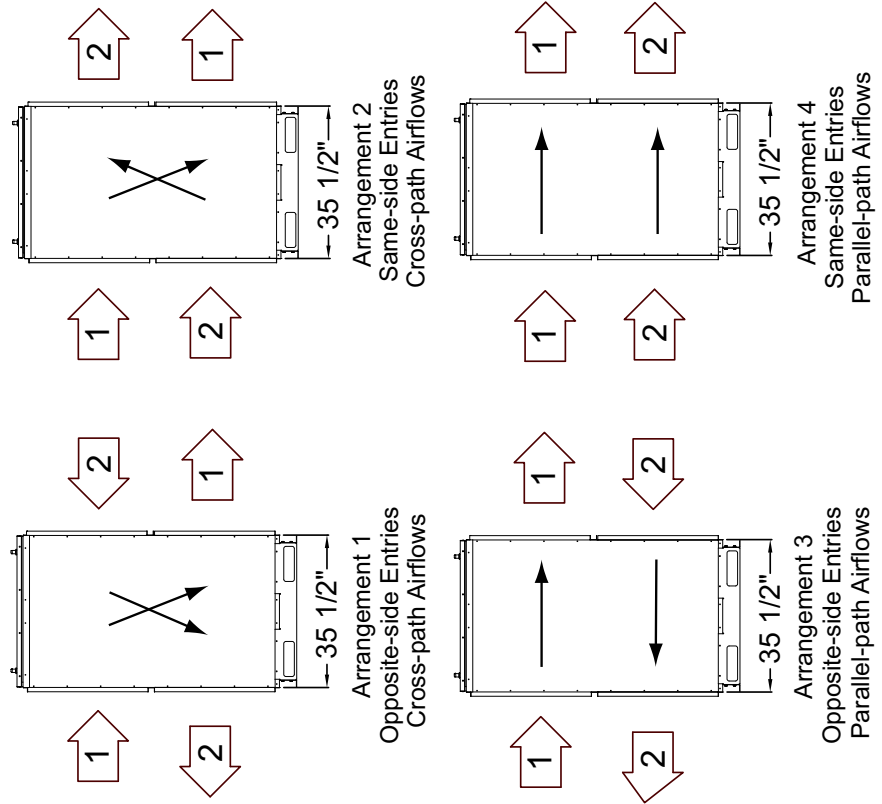 1
2
2
1
35 1/2"
Arrangement 1
Opposite-side Entries
Cross-path Airflows
1
2
2
1
35 1/2"
Arrangement 2
Same-side Entries
Cross-path Airflows
1
1
2
2
35 1/2"
Arrangement 3
Opposite-side Entries
Parallel-path Airflows
1
1
2
2
35 1/2"
Arrangement 4
Same-side Entries
Parallel-path Airflows